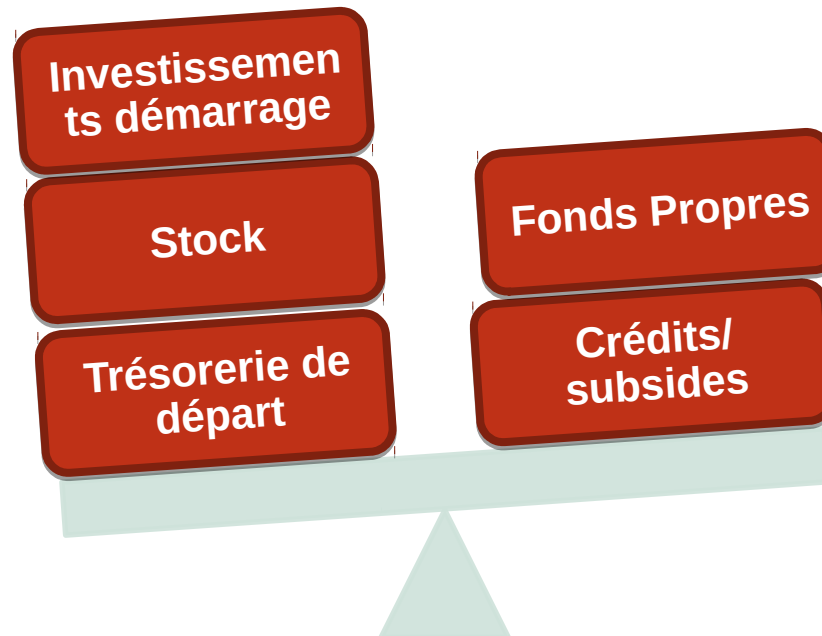 Investissemen
ts démarrage
Stock
Trésorerie de
départ
Fonds Propres
Crédits/
subsides